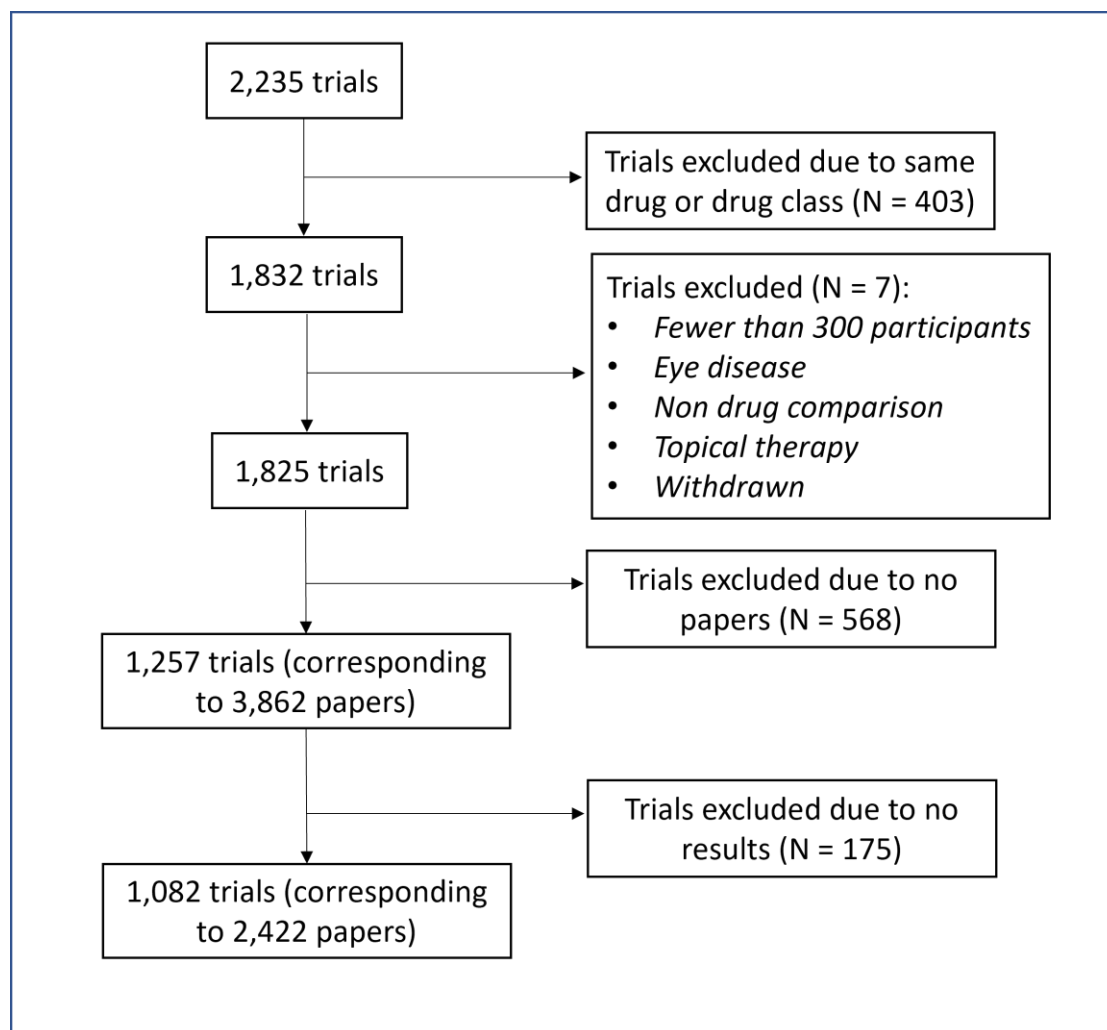 2,235 trials
Trials excluded due to same
drug or drug class (N = 403)
1,832 trials
Trials excluded (N = 7):
• Fewer than 300 participants
• Eye disease
• Non drug comparison
• Topical therapy
• Withdrawn
1,825 trials
Trials excluded due to no
papers (N = 568)
1,257 trials (corresponding
to 3,862 papers)
Trials excluded due to no
results (N = 175)
1,082 trials (corresponding
to 2,422 papers)